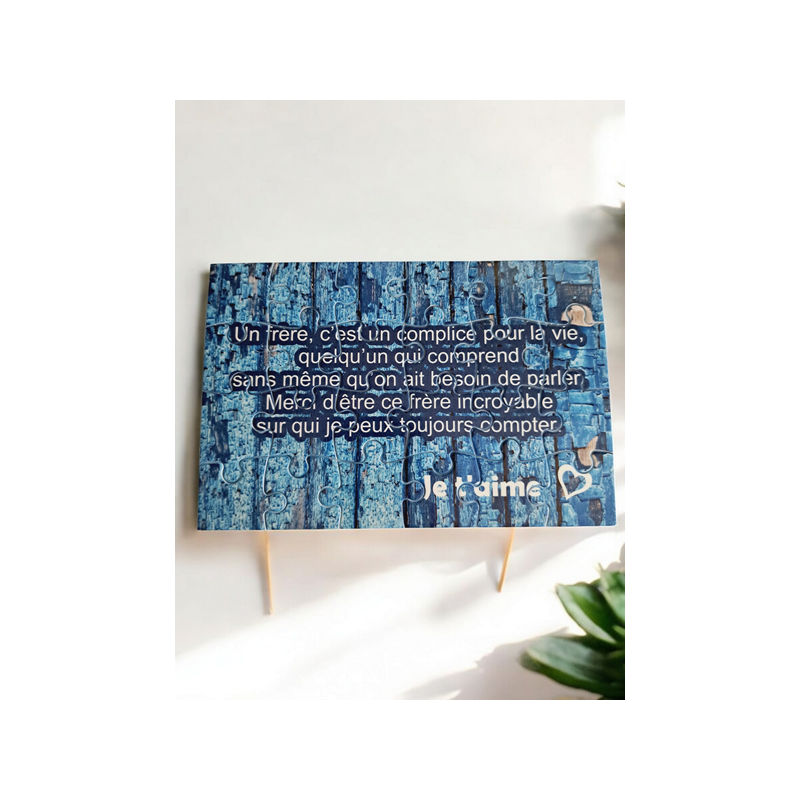 Un frère, c'est un complice pour la vie,
quelqu'un qui comprend
sans même qu'on ait besoin de parler.
Merci d'être ce frère incroyable
sur qui je peux toujours compter.
Je t'aime